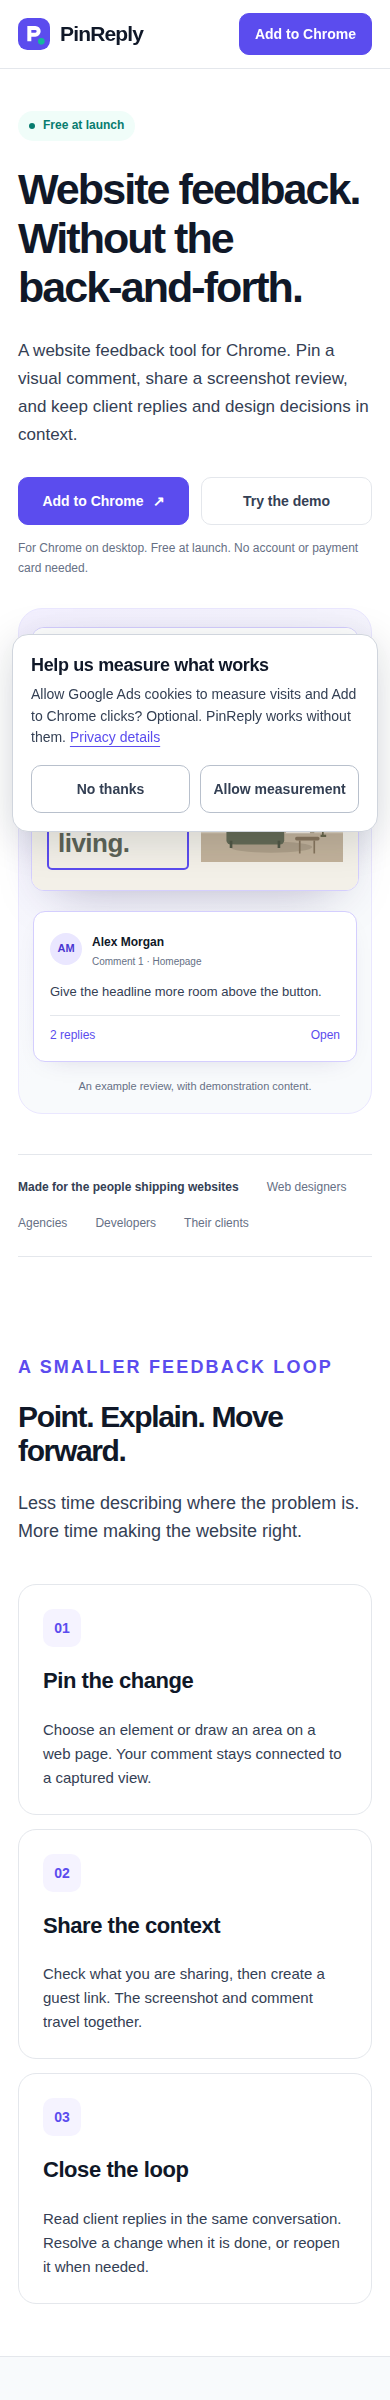 PinReply
Add to Chrome
Free at launch
Website feedback.
Without the
back-and-forth.
A website feedback tool for Chrome. Pin a
visual comment, share a screenshot review,
and keep client replies and design decisions in
context.
Add to Chrome ↗
Try the demo
For Chrome on desktop. Free at launch. No account or payment
card needed.
Help us measure what works
Allow Google Ads cookies to measure visits and Add
to Chrome clicks? Optional. PinReply works without
them. Privacy details
No thanks
Allow measurement
living.
AM
Alex Morgan
Comment 1 · Homepage
Give the headline more room above the button.
2 replies
Open
An example review, with demonstration content.
Made for the people shipping websites
Web designers
Agencies
Developers
Their clients
A SMALLER FEEDBACK LOOP
Point. Explain. Move
forward.
Less time describing where the problem is.
More time making the website right.
01
Pin the change
Choose an element or draw an area on a
web page. Your comment stays connected to
a captured view.
02
Share the context
Check what you are sharing, then create a
guest link. The screenshot and comment
travel together.
03
Close the loop
Read client replies in the same conversation.
Resolve a change when it is done, or reopen
it when needed.